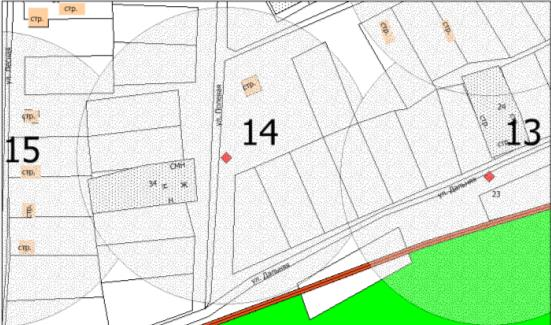 стр.
стр.
ул. Лесная
стр.
стр.
ул. Полевая
стр.
24
стр.
стр.
стр.
14
13
15
стр.
смн
34
н
ж
н
стр.
ул. Дальняя
23
стр.
стр.
ул. Дальняя